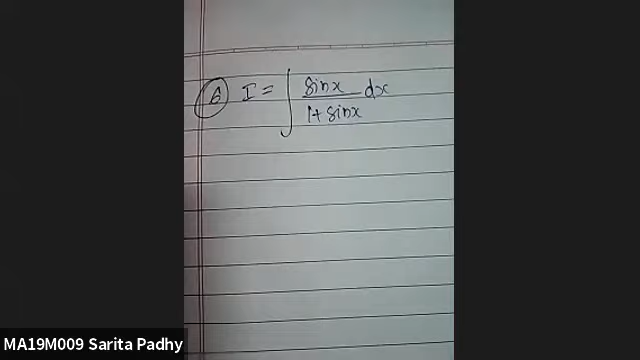 6 I = ∫ sinx/1+sinx dx
MA19M009 Sarita Padhy